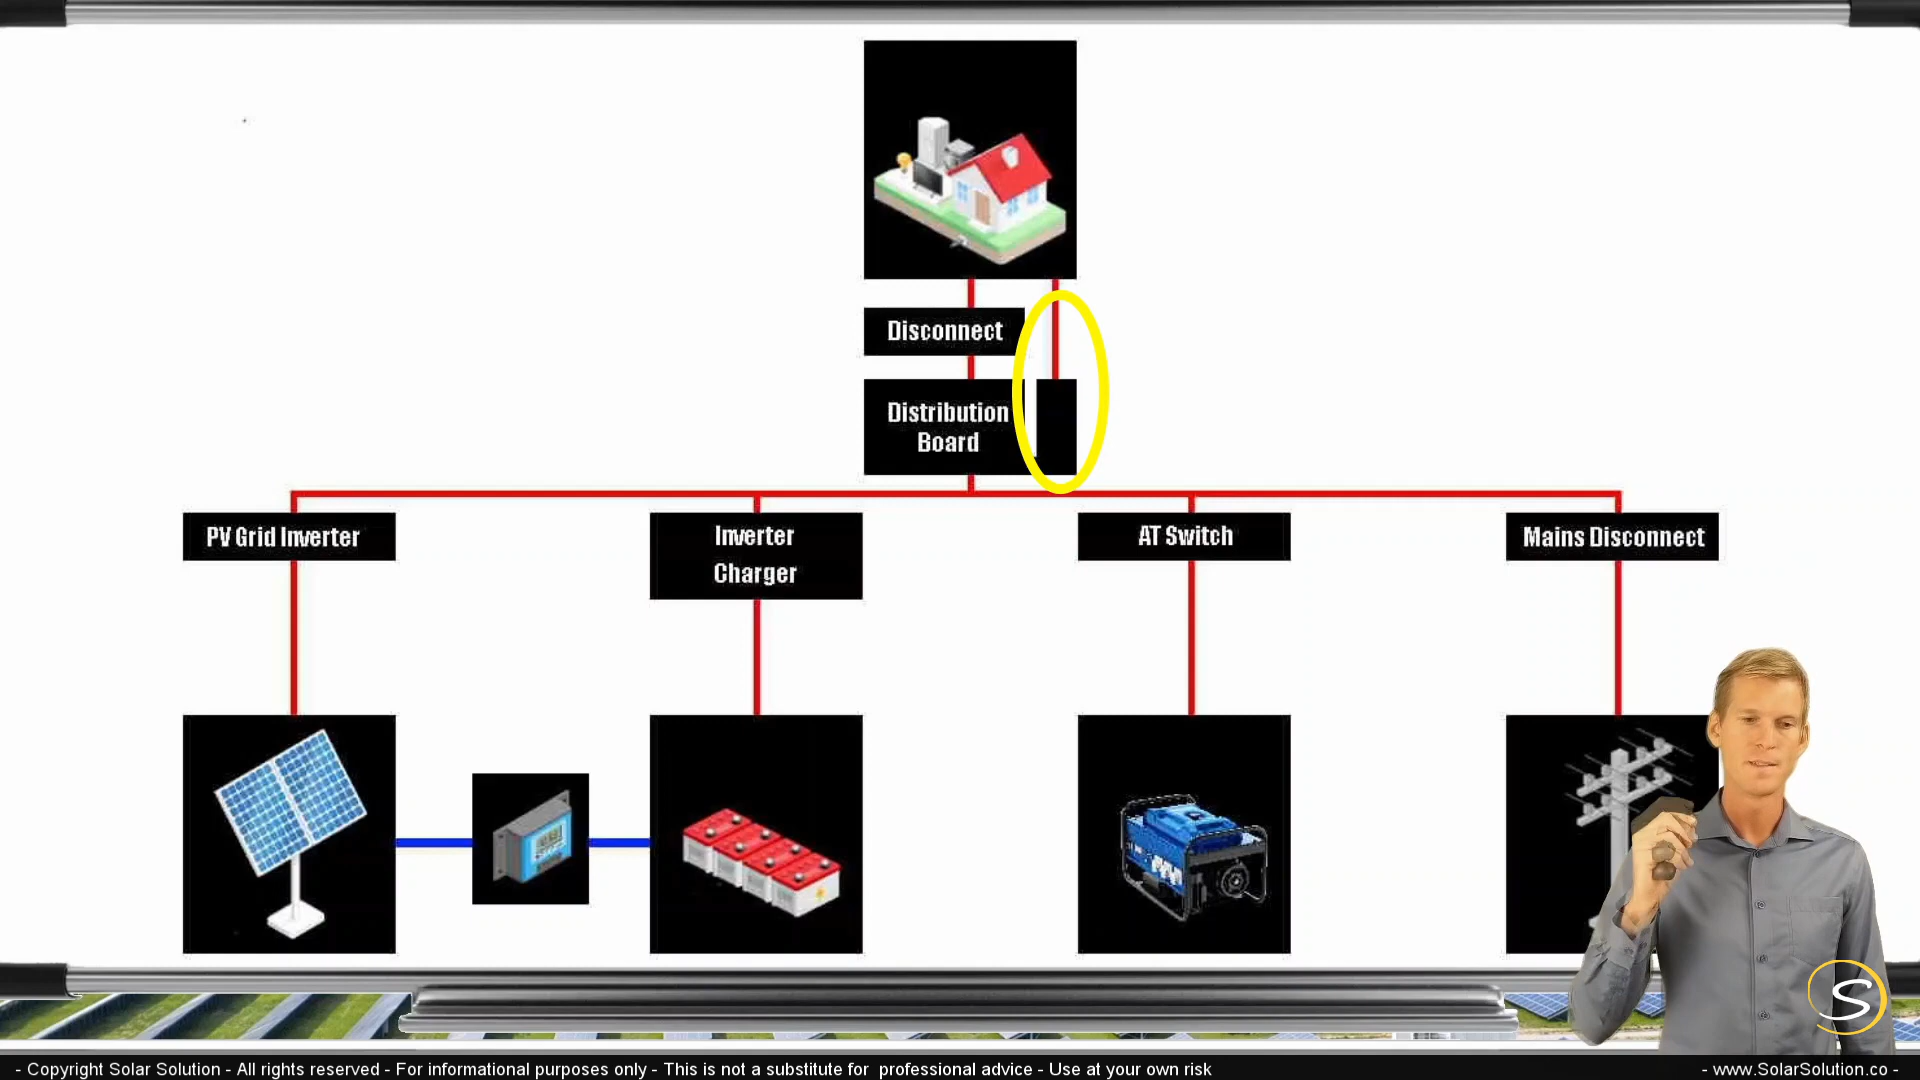 Disconnect
Distribution
Board
PV Grid Inverter
Inverter
Charger
AT Switch
Mains Disconnect
S
- Copyright Solar Solution - All rights reserved - For informational purposes only - This is not a substitute for  professional advice - Use at your own risk
- www.SolarSolution.co -